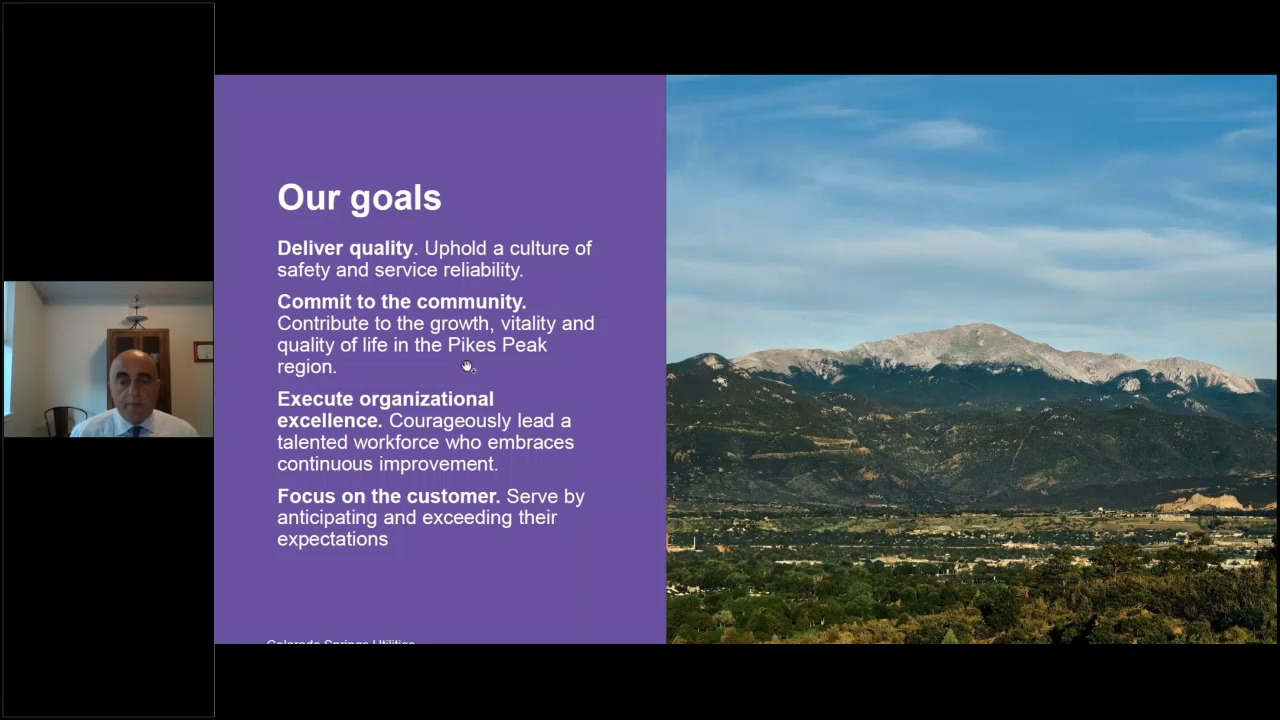 Our goals
Deliver quality. Uphold a culture of
safety and service reliability.
Commit to the community.
Contribute to the growth, vitality and
quality of life in the Pikes Peak
region.
Execute organizational
excellence. Courageously lead a
talented workforce who embraces
continuous improvement.
Focus on the customer. Serve by
anticipating and exceeding their
expectations
Colorado Springs Utilities